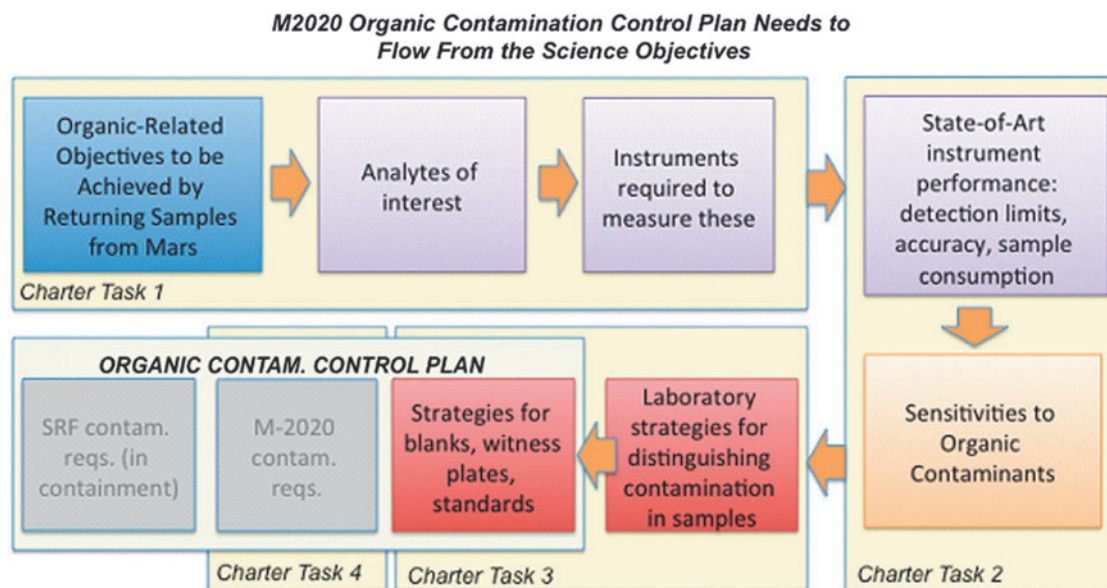 M2020 Organic Contamination Control Plan Needs to
Flow From the Science Objectives
Organic-Related
Objectives to be
Achieved by
Returning Samples
from Mars
Analytes of
interest
Instruments
required to
measure these
Charter Task 1
State-of-Art
instrument
performance:
detection limits,
accuracy, sample
consumption
Sensitivities to
Organic
Contaminants
Charter Task 2
Laboratory
strategies for
distinguishing
contamination
in samples
ORGANIC CONTAM. CONTROL PLAN
Strategies for
blanks, witness
plates,
standards
Charter Task 3
M-2020
contam.
reqs.
Charter Task 4
SRF contam.
reqs. (in
containment)